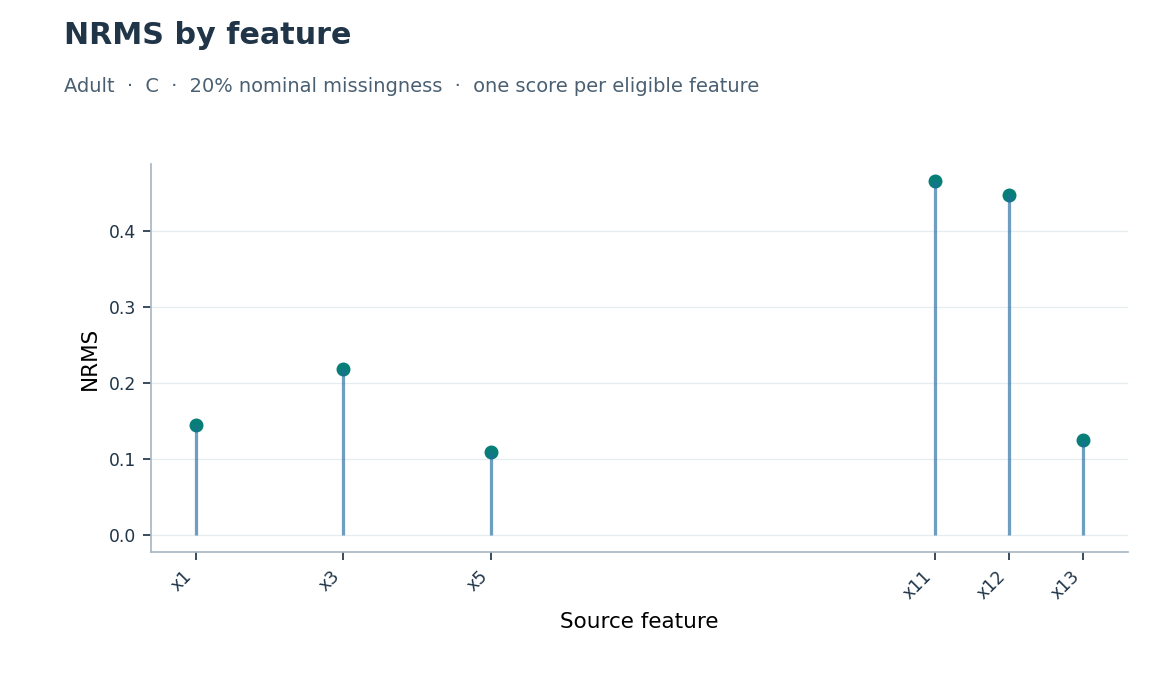 NRMS by feature
Adult · C · 20% nominal missingness · one score per eligible feature
NRMS
0.4
0.3
0.2
0.1
0.0
x1 x3 x5 x11 x12 x13
Source feature